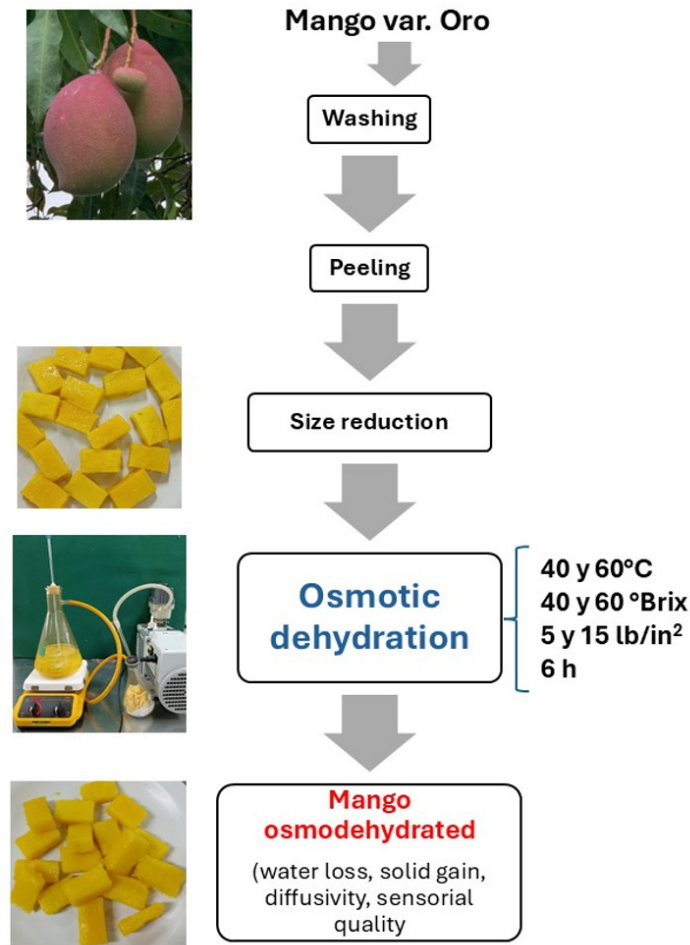 Mango var. Oro
Washing
Peeling
Size reduction
Osmotic
dehydration
40 y 60°C
40 y 60 °Brix
5 y 15 lb/in²
6 h
Mango
osmodehydrated
(water loss, solid gain,
diffusivity, sensorial
quality